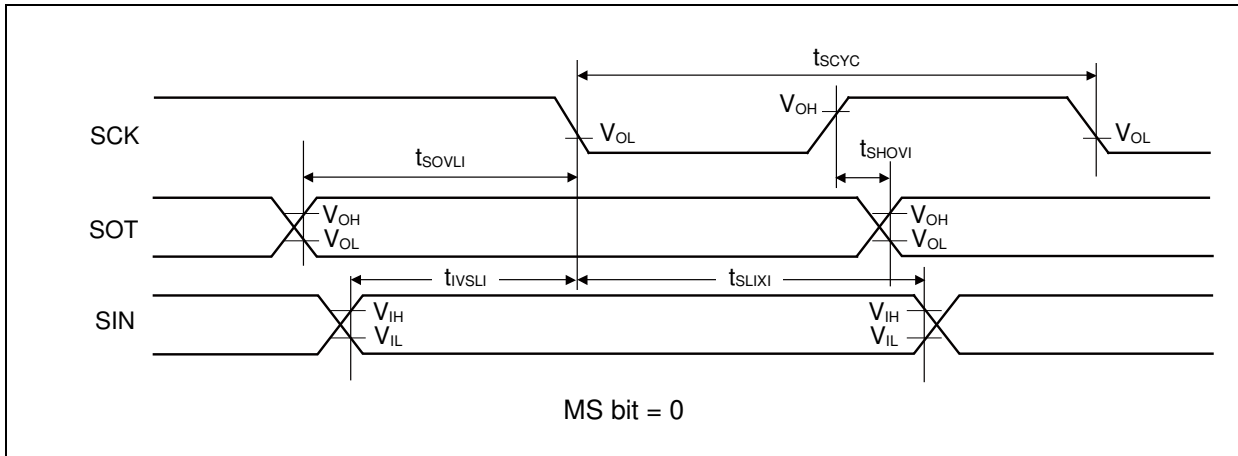 tSCYC
SCK
VOH
VOL
VOL
tSOVLI
tSHOVI
SOT
VOH
VOL
VOH
VOL
tIVSLI
tSLIXI
SIN
VIH
VIL
VIH
VIL
MS bit = 0